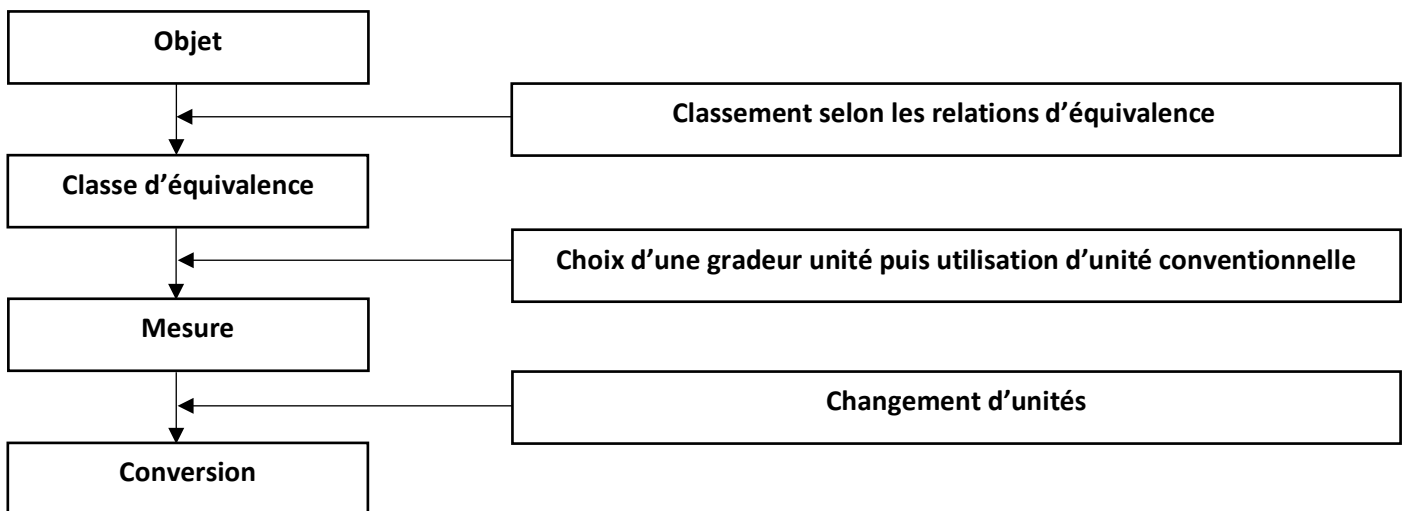 Objet
Classement selon les relations d’équivalence
Classe d’équivalence
Choix d’une gradeur unité puis utilisation d’unité conventionnelle
Mesure
Changement d’unités
Conversion